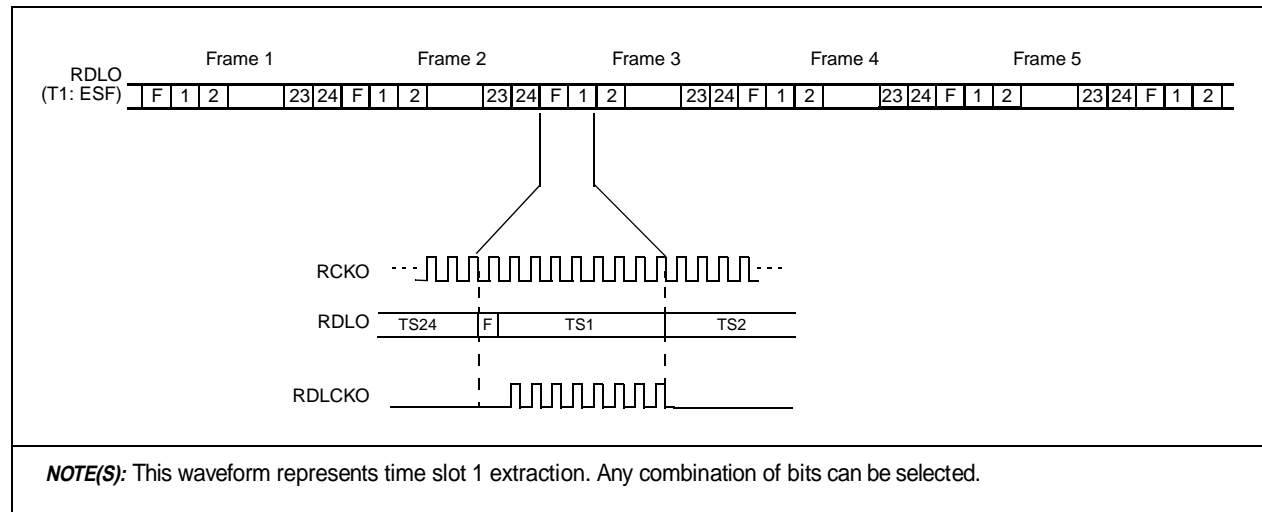 Frame 1 Frame 2 Frame 3 Frame 4 Frame 5
RDLO
(T1: ESF) F 1 2 23 24 F 1 2 23 24 F 1 2 23 24 F 1 2 23 24 F 1 2 23 24 F 1 2
RCKO
RDLO TS24 F TS1 TS2
RDLCKO
NOTE(S): This waveform represents time slot 1 extraction. Any combination of bits can be selected.